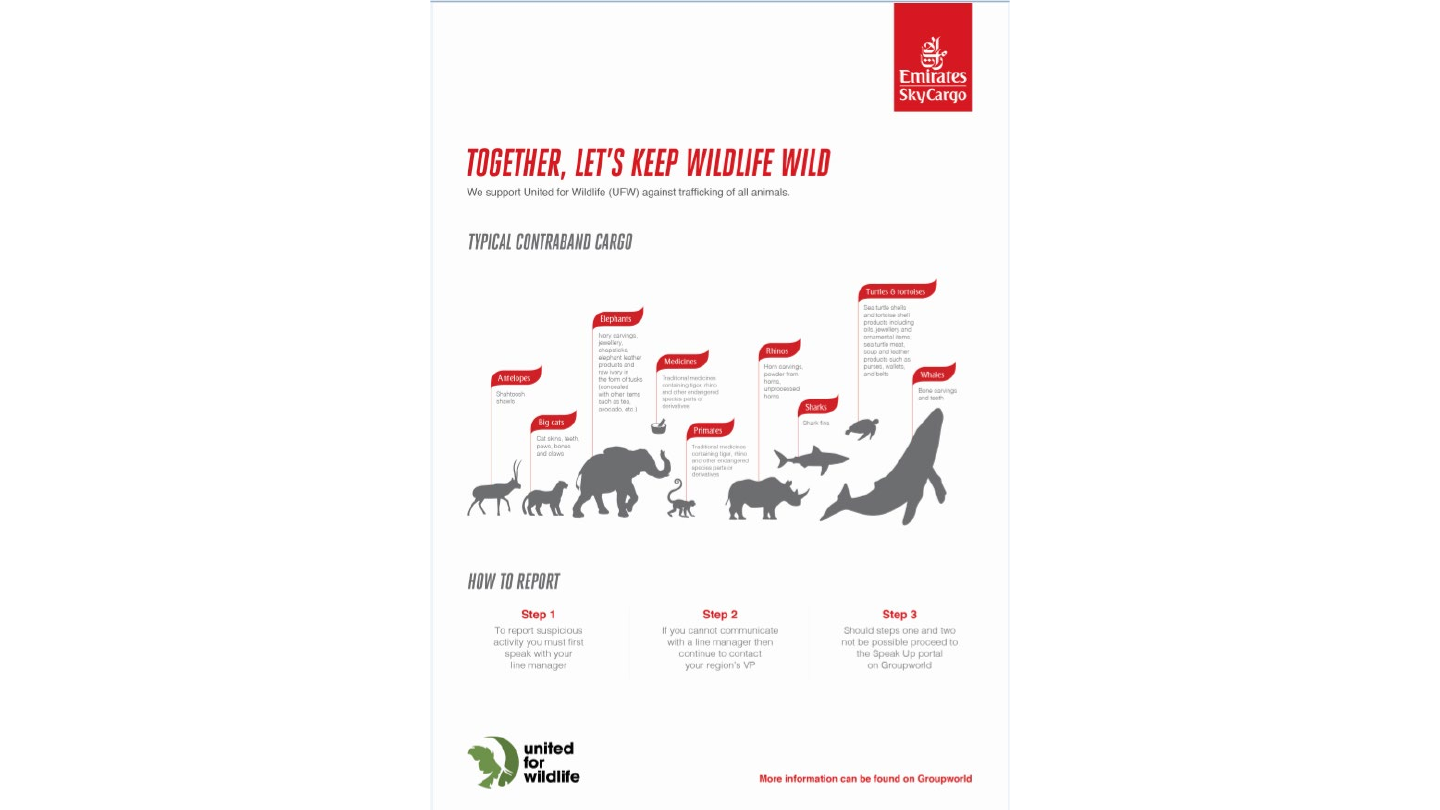 Emirates
SkyCargo
TOGETHER, LET'S KEEP WILDLIFE WILD
We support United for Wildlife (UFW) against trafficking of all animals.
TYPICAL CONTRABAND CARGO
Antelopes
Shahtoosh
shawls
Big cats
Cat skins, teeth,
paws, bones
and claws
Elephants
Ivory carvings,
jewellery,
chopsticks,
elephant leather
products and
raw ivory in
the form of tusks
(concealed
with other items
such as tea,
avocado, etc.)
Medicines
Traditional medicines
containing tiger, rhino
and other endangered
species parts or
derivatives
Primates
Traditional medicines
containing tiger, rhino
and other endangered
species parts or
derivatives
Rhinos
Horn carvings,
powder from
horns,
unprocessed
horns
Sharks
Shark fins
Turtles & tortoises
Sea turtle shells
and tortoise shell
products including
oils, jewellery and
ornamental items,
sea turtle meat,
soup and leather
products such as
purses, wallets,
and belts
Whales
Bone carvings
and teeth
HOW TO REPORT
Step 1
To report suspicious
activity you must first
speak with your
line manager
Step 2
If you cannot communicate
with a line manager then
continue to contact
your region's VP
Step 3
Should steps one and two
not be possible proceed to
the Speak Up portal
on Groupworld
united
for
wildlife
More information can be found on Groupworld